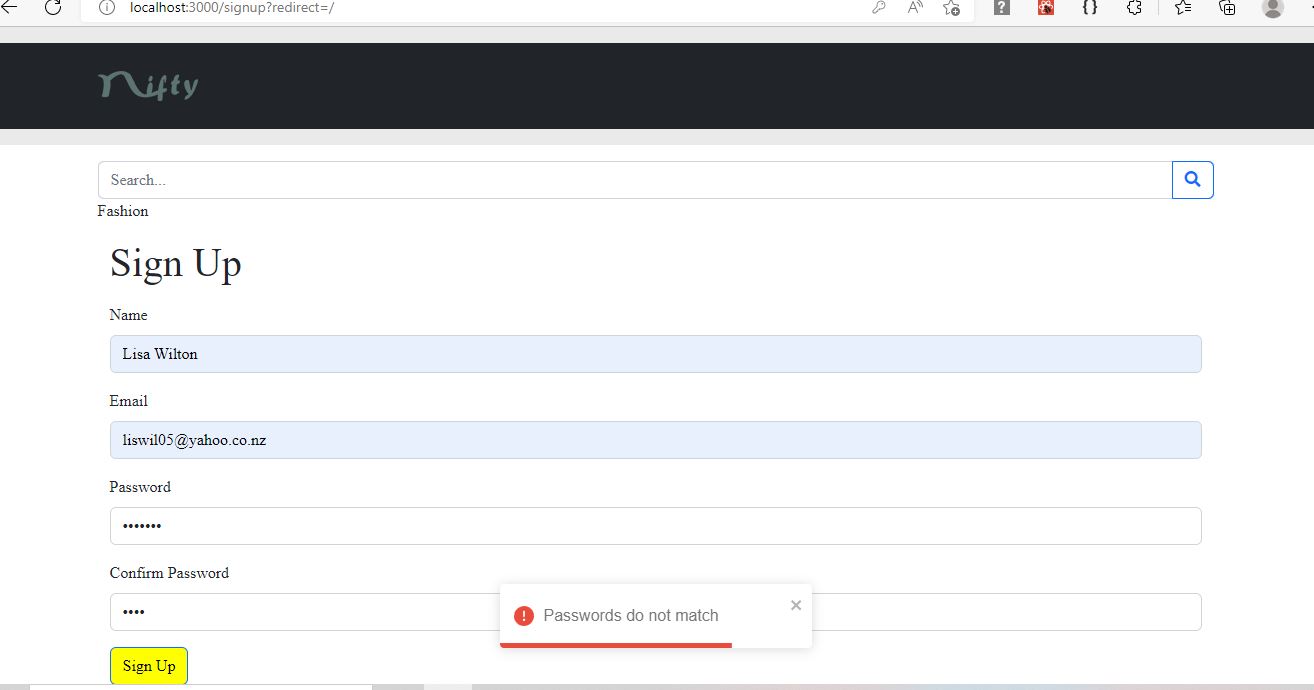 localhost:3000/signup?redirect=/
Nifty
Search...
Fashion
Sign Up
Name
Lisa Wilton
Email
liswil05@yahoo.co.nz
Password
•••••••
Confirm Password
••••
Passwords do not match
Sign Up